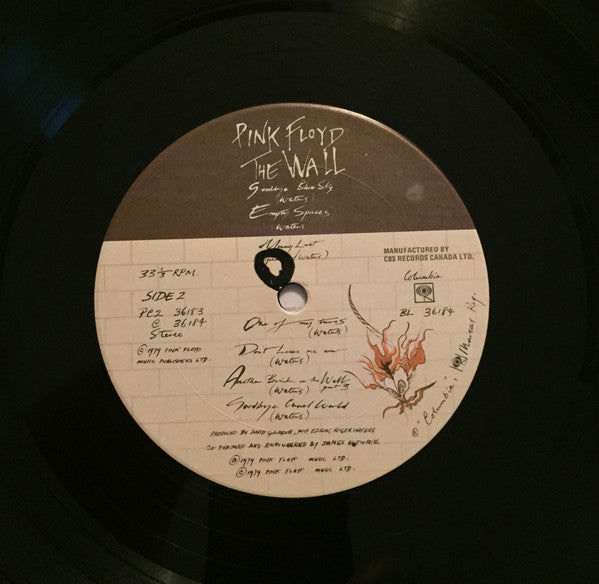 PINK FLOYD
THE WALL
Goodbye Blue Sky
(Waters)
Empty Spaces
Waters
Young Lust
(Waters)
MANUFACTURED BY
CBS RECORDS CANADA LTD.
33⅓ RPM.
SIDE 2
PC2 36183
C 36184
Stereo
℗ 1979 PINK FLOYD
MUSIC PUBLISHERS LTD.
Columbia
BL 36184
One of my turns
(Waters)
Don't Leave me now
(Waters)
Another Brick in the Wall
(Waters) part 3
Goodbye Cruel World
(Waters)
© "Columbia", Marcas Reg.
PRODUCED BY DAVID GILMOUR, BOB EZRIN, ROGER WATERS
CO-PRODUCED AND ENGINEERED BY JAMES GUTHRIE
℗ 1979 PINK FLOYD MUSIC LTD.
© 1979 PINK FLOYD MUSIC LTD.